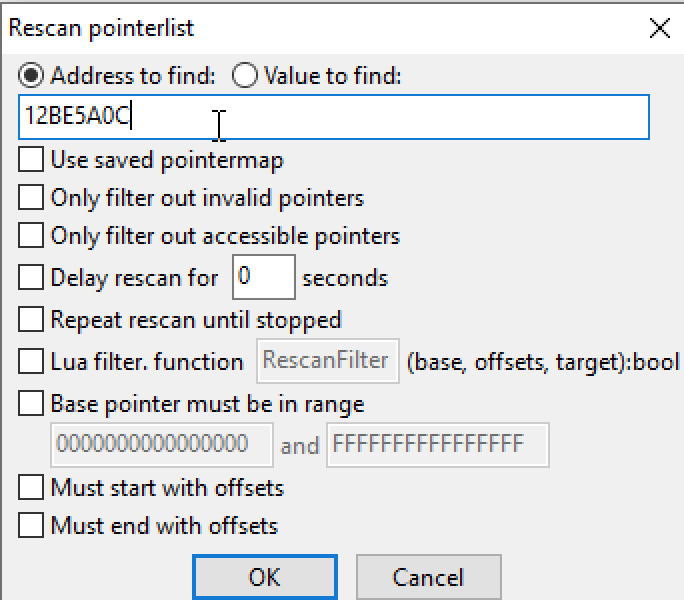 Rescan pointerlist
Address to find: Value to find:
12BE5A0C
Use saved pointermap
Only filter out invalid pointers
Only filter out accessible pointers
Delay rescan for 0 seconds
Repeat rescan until stopped
Lua filter. function RescanFilter (base, offsets, target):bool
Base pointer must be in range
0000000000000000 and FFFFFFFFFFFFFFFF
Must start with offsets
Must end with offsets
OK Cancel